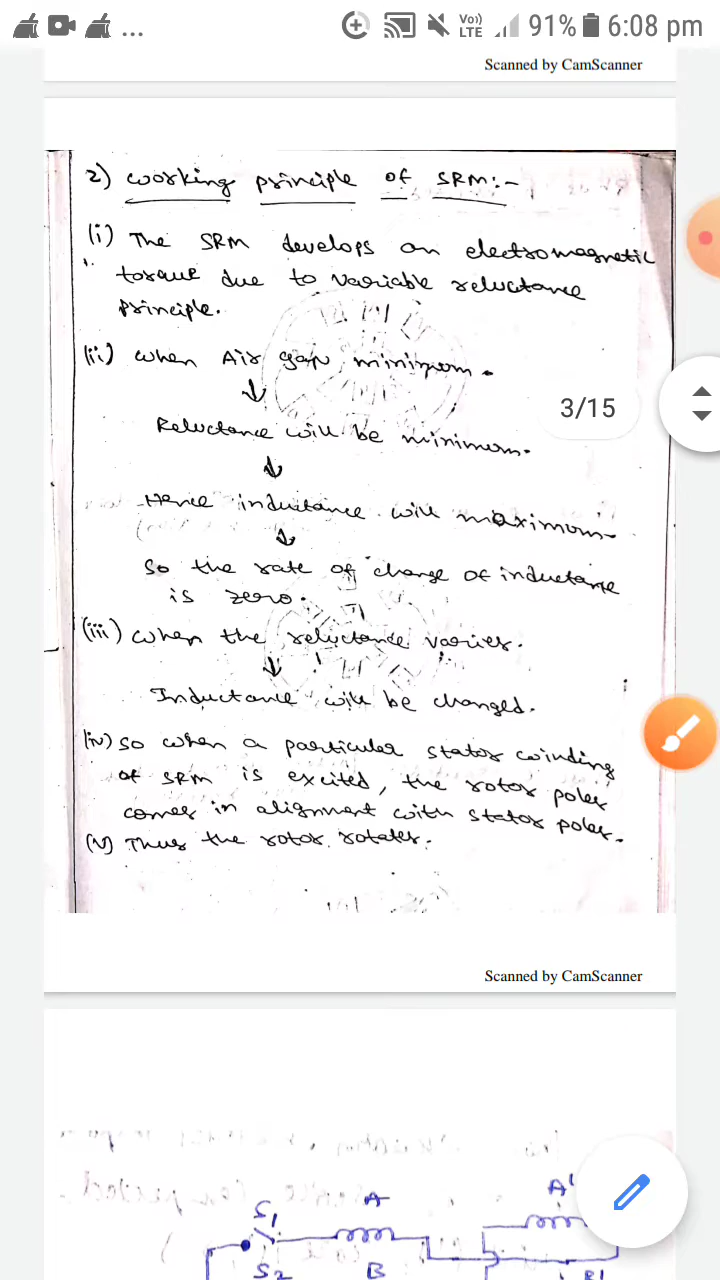 ... Vo)) LTE 91% 6:08 pm
Scanned by CamScanner
2) working principle of SRM:-
(i) The SRM develops an electromagnetic
torque due to variable reluctance
principle.
(ii) when Air gap minimum.
↓
Reluctance will be minimum.
↓
Hence inductance will maximum
↓
So the rate of change of inductance
is zero.
3/15
(iii) when the reluctance varies.
↓
Inductance will be changed.
(iv) so when a particular stator winding
of SRM is excited, the rotor poles
comes in alignment with stator poles.
(v) Thus the rotor rotates.
Scanned by CamScanner
S1 A A'
S2 B B'